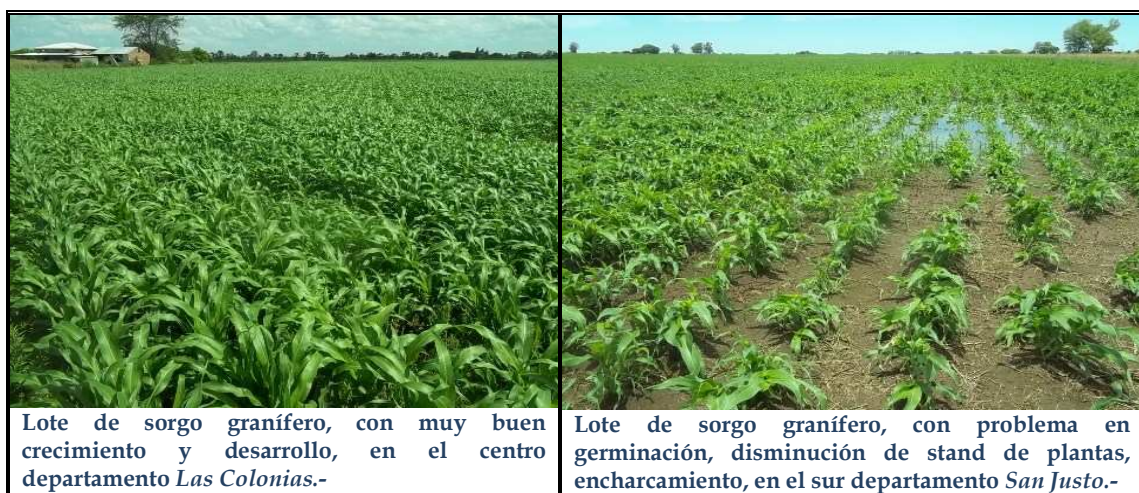 Lote de sorgo granífero, con muy buen
crecimiento y desarrollo, en el centro
departamento Las Colonias.-
Lote de sorgo granífero, con problema en
germinación, disminución de stand de plantas,
encharcamiento, en el sur departamento San Justo.-